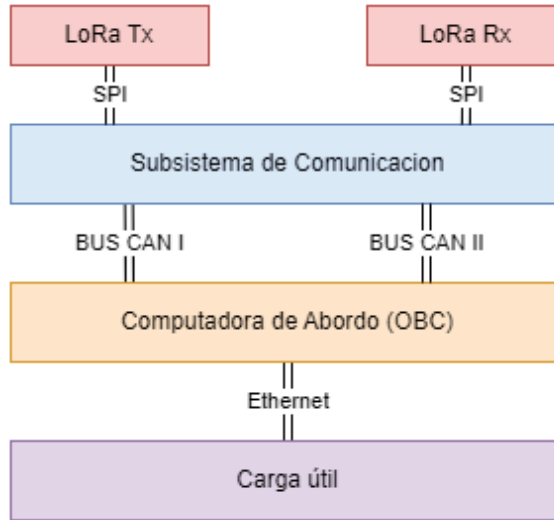 LoRa Tx
LoRa Rx
SPI
SPI
Subsistema de Comunicacion
BUS CAN I
BUS CAN II
Computadora de Abordo (OBC)
Ethernet
Carga útil